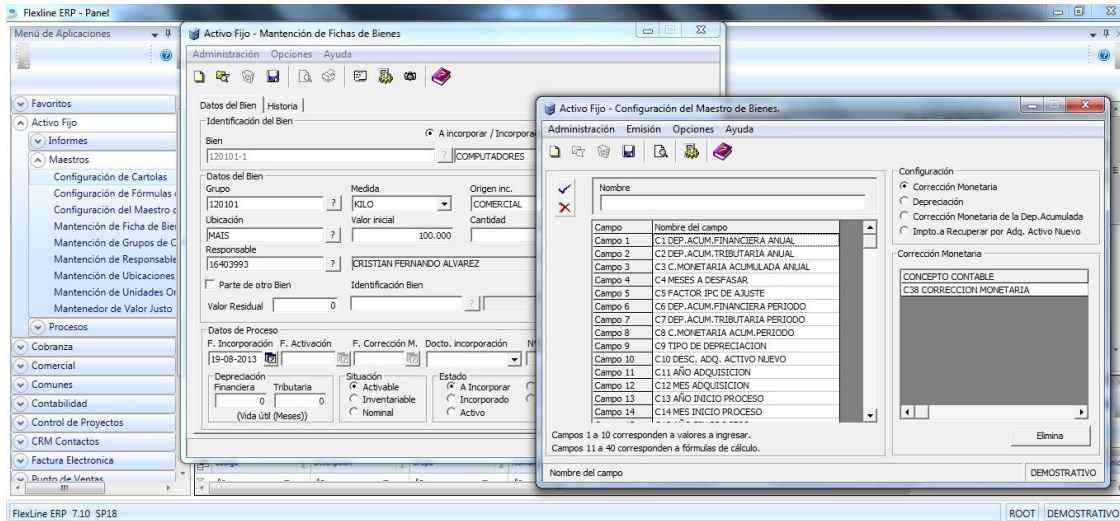 Flexline ERP - Panel
Menú de Aplicaciones
Favoritos
Activo Fijo
Informes
Maestros
Configuración de Cartolas
Configuración de Fórmulas
Configuración del Maestro
Mantención de Ficha de Bie
Mantención de Grupos de C
Mantención de Responsable
Mantención de Ubicaciones
Mantención de Unidades Or
Mantenedor de Valor Justo
Procesos
Cobranza
Comercial
Comunes
Contabilidad
Control de Proyectos
CRM Contactos
Factura Electronica
Punto de Ventas
Activo Fijo - Mantención de Fichas de Bienes
Administración Opciones Ayuda
Datos del Bien Historia
Identificación del Bien
A incorporar / Incorpora
Bien
120101-1 ? COMPUTADORES
Datos del Bien
Grupo Medida Origen inc.
120101 ? KILO COMERCIAL
Ubicación Valor inicial Cantidad
MAIS ? 100.000
Responsable
16403993 ? CRISTIAN FERNANDO ALVAREZ
Parte de otro Bien Identificación Bien
Valor Residual 0 ?
Datos de Proceso
F. Incorporación F. Activación F. Corrección M. Docto. incorporación
19-08-2013
Depreciación Situación Estado
Financiera Tributaria
0 0
(Vida útil (Meses))
Activable
Inventariable
Nominal
A Incorporar
Incorporado
Activo
Activo Fijo - Configuración del Maestro de Bienes.
Administración Emisión Opciones Ayuda
Nombre
Campo Nombre del campo
Campo 1 C1 DEP.ACUM.FINANCIERA ANUAL
Campo 2 C2 DEP.ACUM.TRIBUTARIA ANUAL
Campo 3 C3 C.MONETARIA ACUMULADA ANUAL
Campo 4 C4 MESES A DESFASAR
Campo 5 C5 FACTOR IPC DE AJUSTE
Campo 6 C6 DEP.ACUM.FINANCIERA PERIODO
Campo 7 C7 DEP.ACUM.TRIBUTARIA PERIODO
Campo 8 C8 C.MONETARIA ACUM.PERIODO
Campo 9 C9 TIPO DE DEPRECIACION
Campo 10 C10 DESC. ADQ. ACTIVO NUEVO
Campo 11 C11 AÑO ADQUISICION
Campo 12 C12 MES ADQUISICION
Campo 13 C13 AÑO INICIO PROCESO
Campo 14 C14 MES INICIO PROCESO
Campos 1 a 10 corresponden a valores a ingresar.
Campos 11 a 40 corresponden a fórmulas de cálculo.
Configuración
Corrección Monetaria
Depreciación
Corrección Monetaria de la Dep.Acumulada
Impto.a Recuperar por Adq. Activo Nuevo
Corrección Monetaria
CONCEPTO CONTABLE
C38 CORRECCION MONETARIA
Elimina
Nombre del campo DEMOSTRATIVO
FlexLine ERP 7.10 SP18 ROOT DEMOSTRATIVO